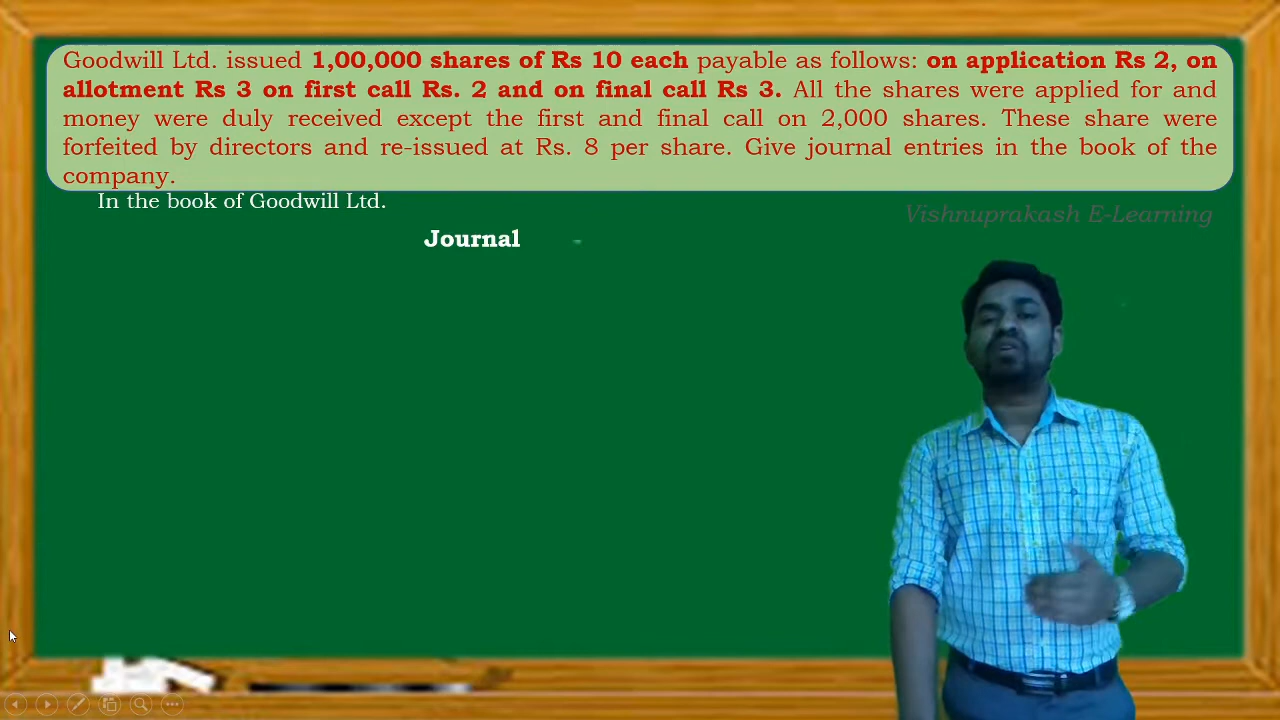 Goodwill Ltd. issued 1,00,000 shares of Rs 10 each payable as follows: on application Rs 2, on
allotment Rs 3 on first call Rs. 2 and on final call Rs 3. All the shares were applied for and
money were duly received except the first and final call on 2,000 shares. These share were
forfeited by directors and re-issued at Rs. 8 per share. Give journal entries in the book of the
company.
In the book of Goodwill Ltd.
Vishnuprakash E-Learning
Journal